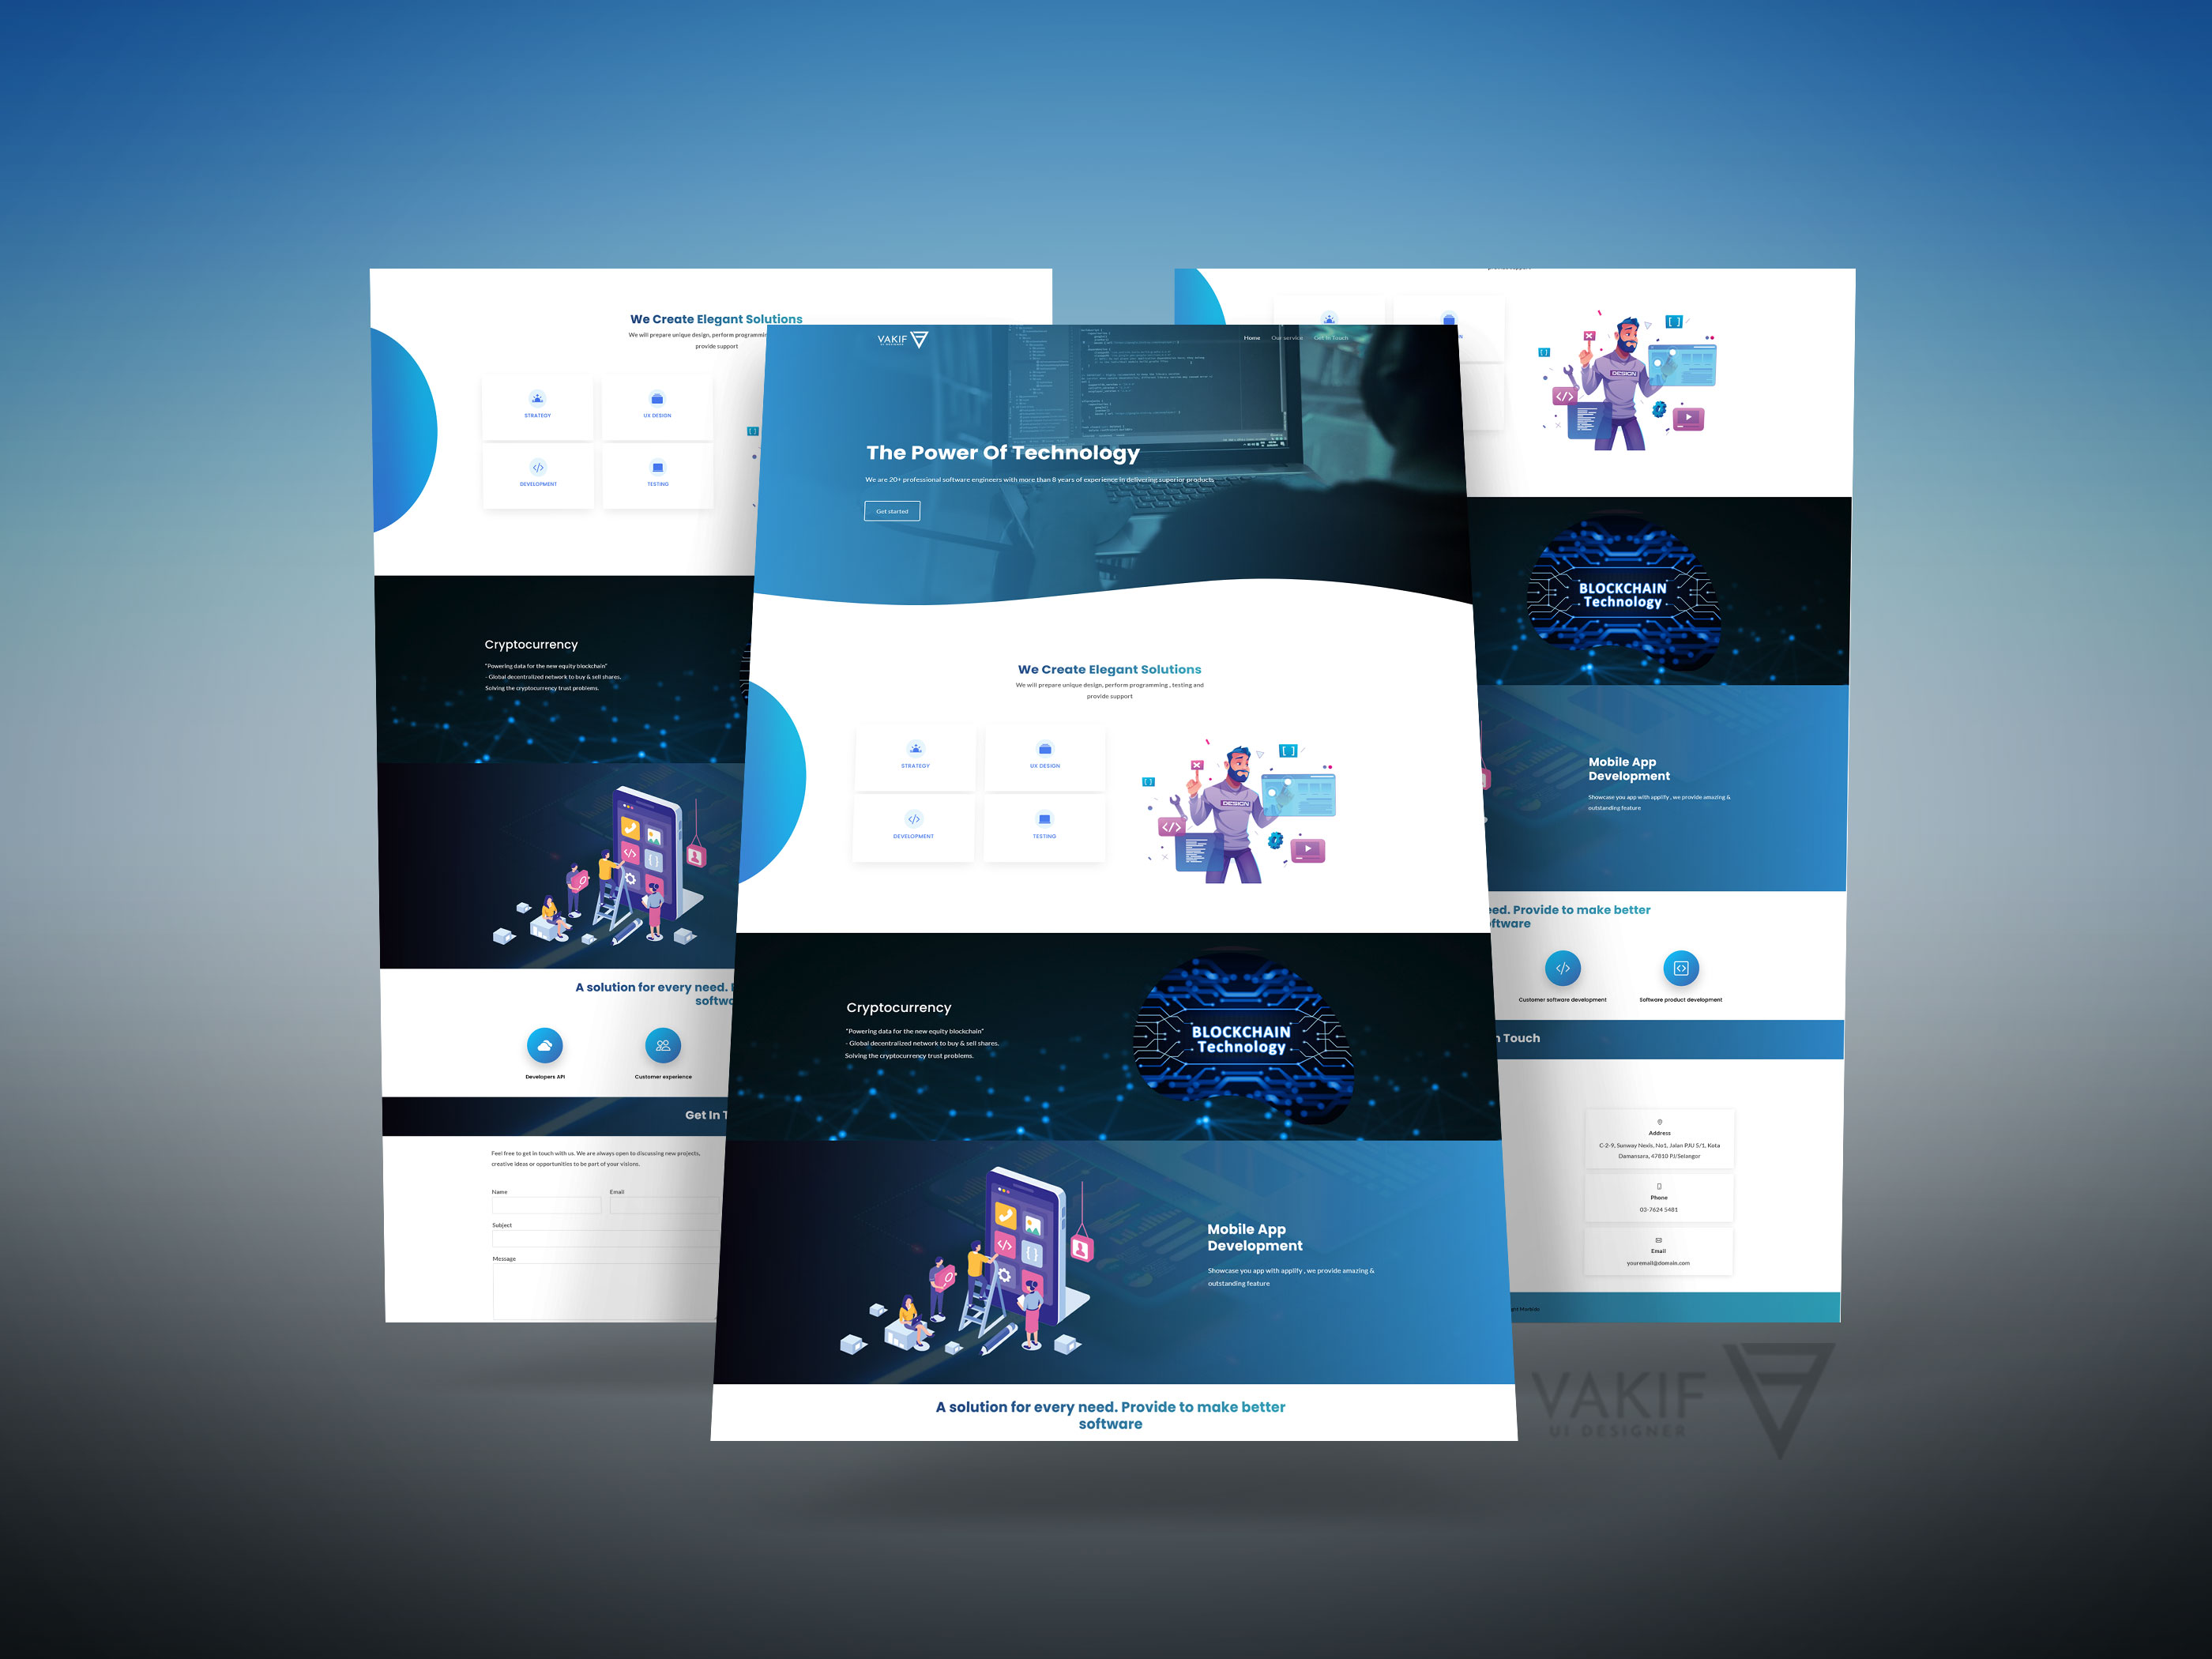 We Create Elegant Solutions
We will prepare unique design, perform programming
provide support
STRATEGY
UX DESIGN
DEVELOPMENT
TESTING
Cryptocurrency
"Powering data for the new equity blockchain"
- Global decentralized network to buy & sell shares.
Solving the cryptocurrency trust problems.
A solution for every need.
softw
Developers API
Customer experience
Get In T
Feel free to get in touch with us. We are always open to discussing new projects,
creative ideas or opportunities to be part of your visions.
Name
Email
Subject
Message
VAKIF
UI DESIGNER
Home
Our service
Get In Touch
The Power Of Technology
We are 20+ professional software engineers with more than 8 years of experience in delivering superior products
Get started
We Create Elegant Solutions
We will prepare unique design, perform programming , testing and
provide support
STRATEGY
UX DESIGN
DEVELOPMENT
TESTING
DESIGN
Cryptocurrency
"Powering data for the new equity blockchain"
- Global decentralized network to buy & sell shares.
Solving the cryptocurrency trust problems.
BLOCKCHAIN
Technology
Mobile App
Development
Showcase you app with applify , we provide amazing &
outstanding feature
A solution for every need. Provide to make better
software
DESIGN
BLOCKCHAIN
Technology
Mobile App
Development
Showcase you app with applify , we provide amazing &
outstanding feature
eed. Provide to make better
ftware
Customer software development
Software product development
n Touch
Address
C-2-9, Sunway Nexis, No1, Jalan PJU 5/1, Kota
Damansara, 47810 PJ/Selangor
Phone
03-7624 5481
Email
youremail@domain.com
VAKIF
UI DESIGNER